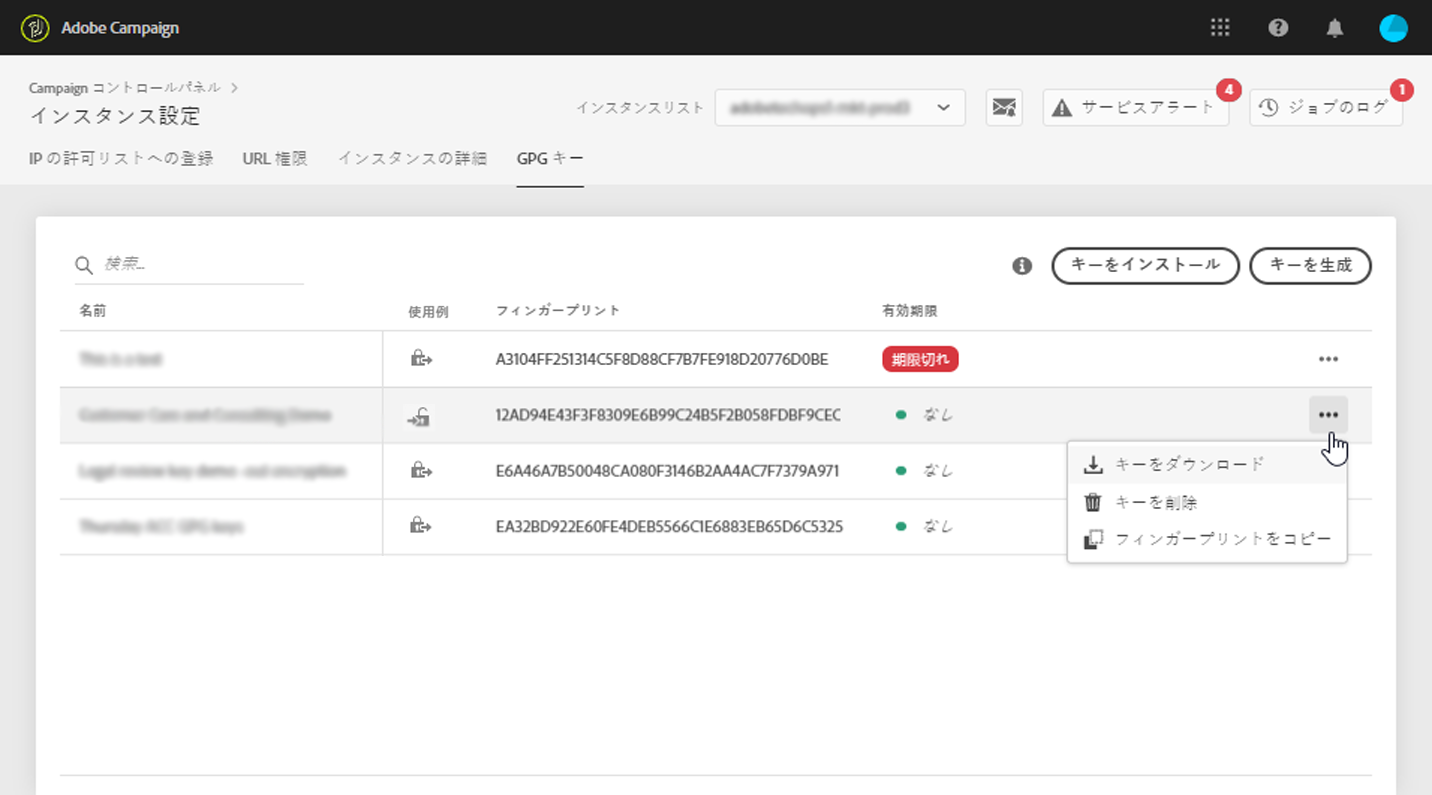 Adobe Campaign
Campaign コントロールパネル
インスタンス設定
インスタンスリスト
サービスアラート 4
ジョブのログ 1
IP の許可リストへの登録 URL 権限 インスタンスの詳細 GPG キー
検索...
キーをインストール キーを生成
名前 使用例 フィンガープリント 有効期限
A3104FF251314C5F8D88CF7B7FE918D20776D0BE 期限切れ
12AD94E43F3F8309E6B99C24B5F2B058FDBF9CEC なし
E6A46A7B50048CA080F3146B2AA4AC7F7379A971 なし
EA32BD922E60FE4DEB5566C1E6883EB65D6C5325 なし
キーをダウンロード
キーを削除
フィンガープリントをコピー